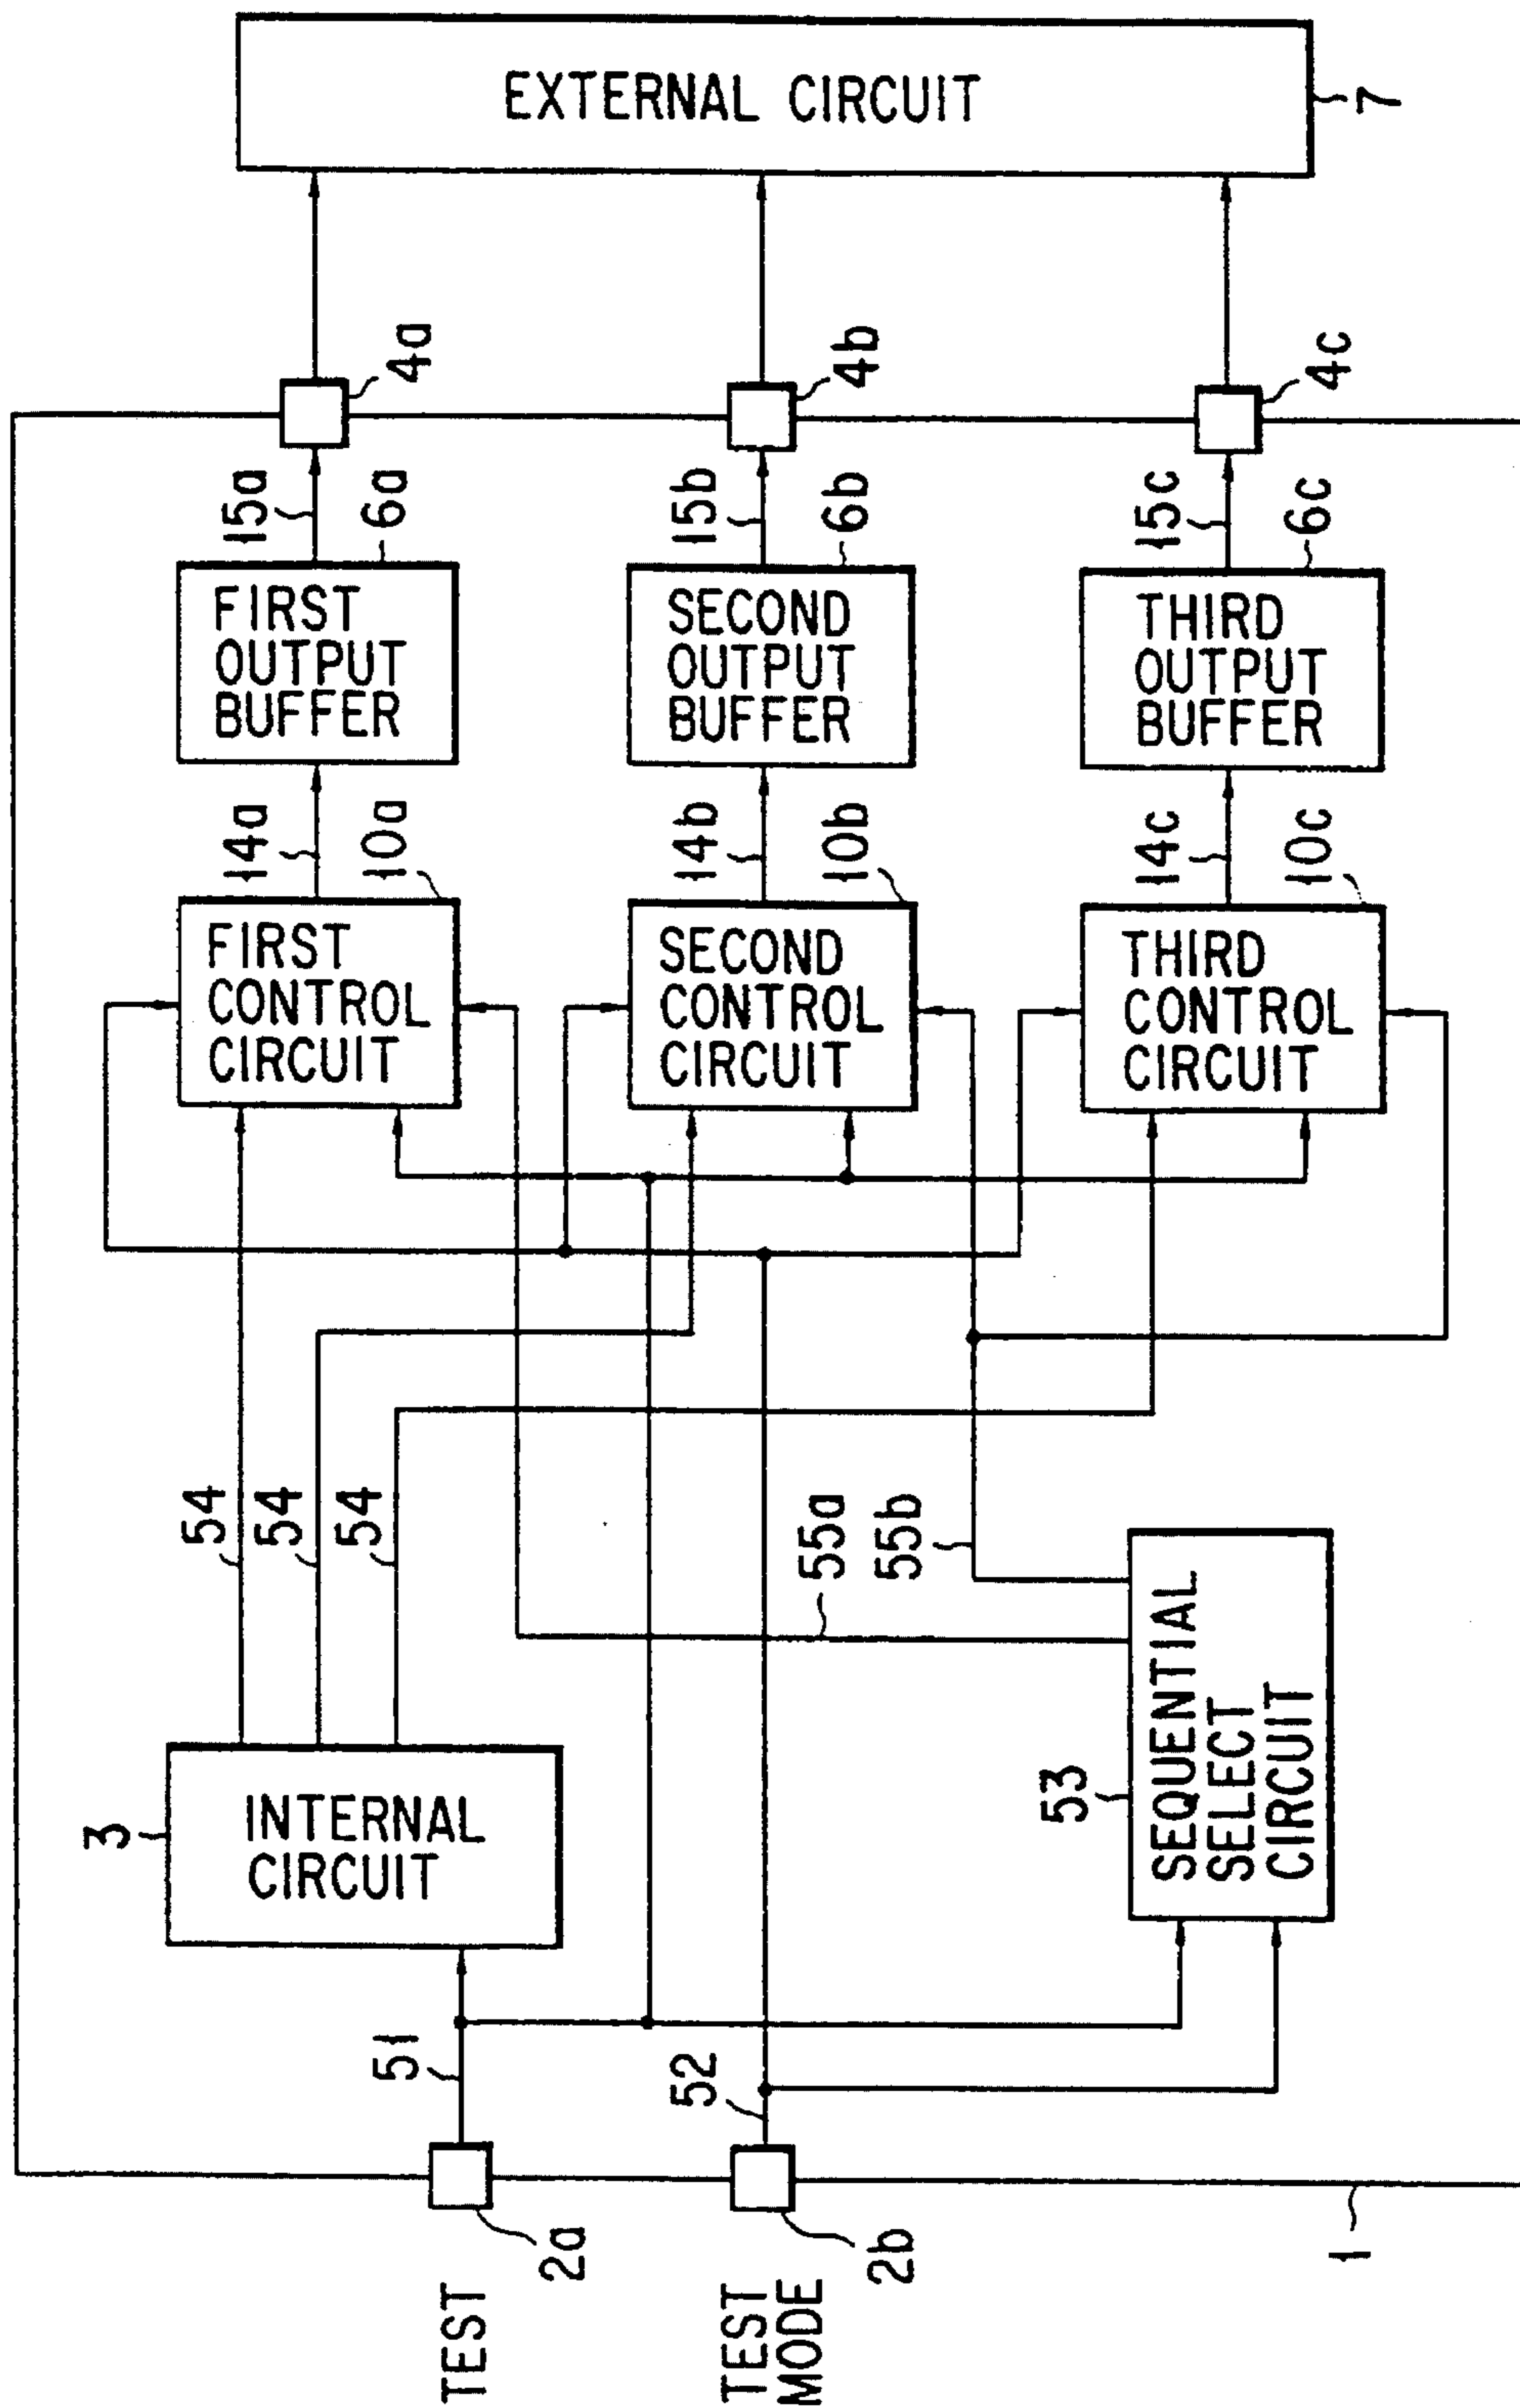 TEST
2a
TEST
MODE
2b
1
51
52
3
INTERNAL
CIRCUIT
53
SEQUENTIAL
SELECT
CIRCUIT
54
54
54
55a
55b
FIRST
CONTROL
CIRCUIT
10a
14a
SECOND
CONTROL
CIRCUIT
10b
14b
THIRD
CONTROL
CIRCUIT
10c
14c
FIRST
OUTPUT
BUFFER
6a
15a
SECOND
OUTPUT
BUFFER
6b
15b
THIRD
OUTPUT
BUFFER
6c
15c
4a
4b
4c
EXTERNAL CIRCUIT
7